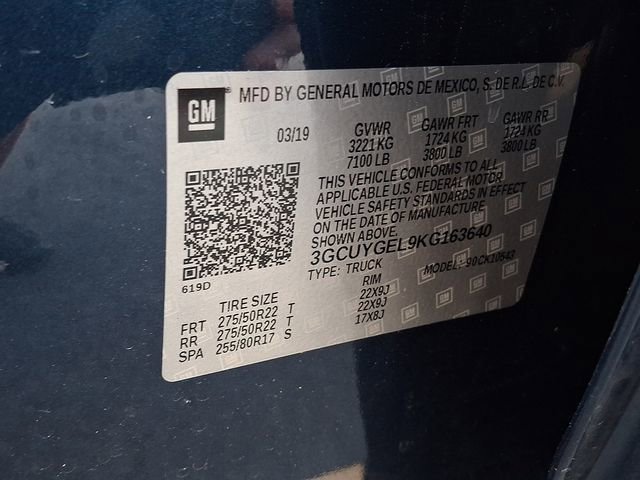 GM
MFD BY GENERAL MOTORS DE MEXICO, S. DE R.L. DE C.V.
03/19 GVWR GAWR FRT GAWR RR
3221 KG 1724 KG 1724 KG
7100 LB 3800 LB 3800 LB
THIS VEHICLE CONFORMS TO ALL
APPLICABLE U.S. FEDERAL MOTOR
VEHICLE SAFETY STANDARDS IN EFFECT
ON THE DATE OF MANUFACTURE
SHOWN ABOVE.
3GCUYGEL9KG163640
TYPE: TRUCK MODEL: 90CK10543
619D
TIRE SIZE RIM
FRT 275/50R22 T 22X9J
RR 275/50R22 T 22X9J
SPA 255/80R17 S 17X8J